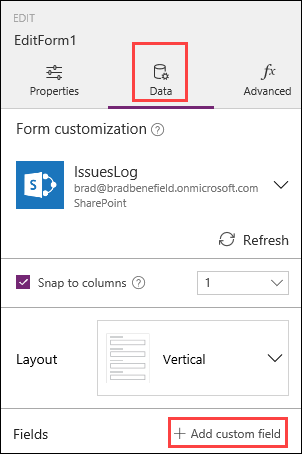 EDIT
EditForm1
Properties
Data
fx
Advanced
Form customization ?
S
IssuesLog
brad@bradbenefield.onmicrosoft.com
SharePoint
Refresh
Snap to columns ?
1
Layout
Vertical
Fields
+ Add custom field